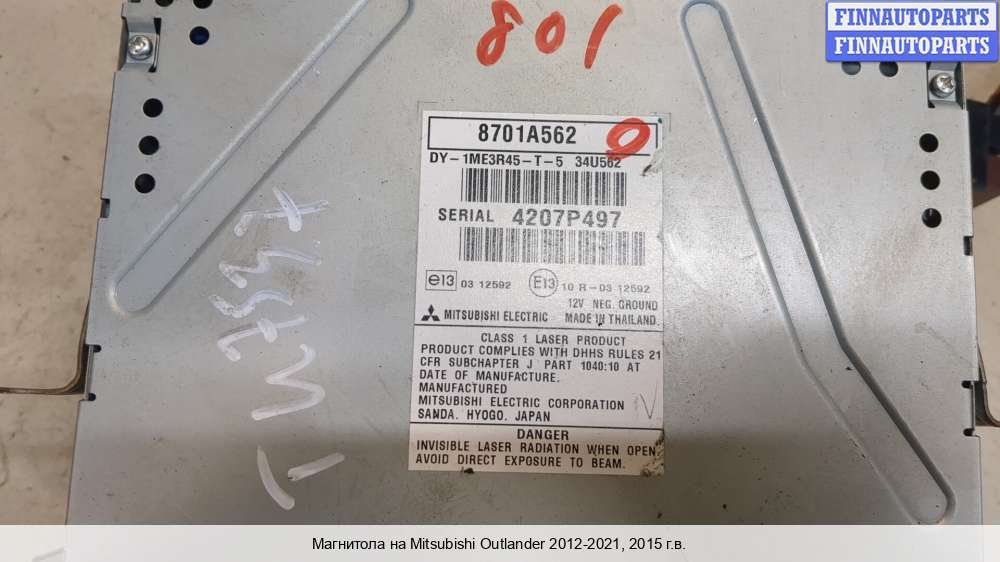 FINNAUTOPARTS
FINNAUTOPARTS
108
8701A562
0
DY-1ME3R45-T-5 34U562
SERIAL 4207P497
e13 03 12592 E13 10 R-03 12592
12V NEG. GROUND
MITSUBISHI ELECTRIC MADE IN THAILAND
CLASS 1 LASER PRODUCT
PRODUCT COMPLIES WITH DHHS RULES 21
CFR SUBCHAPTER J PART 1040:10 AT
DATE OF MANUFACTURE.
MANUFACTURED
MITSUBISHI ELECTRIC CORPORATION
SANDA. HYOGO. JAPAN
DANGER
INVISIBLE LASER RADIATION WHEN OPEN.
AVOID DIRECT EXPOSURE TO BEAM.
Магнитола на Mitsubishi Outlander 2012-2021, 2015 г.в.